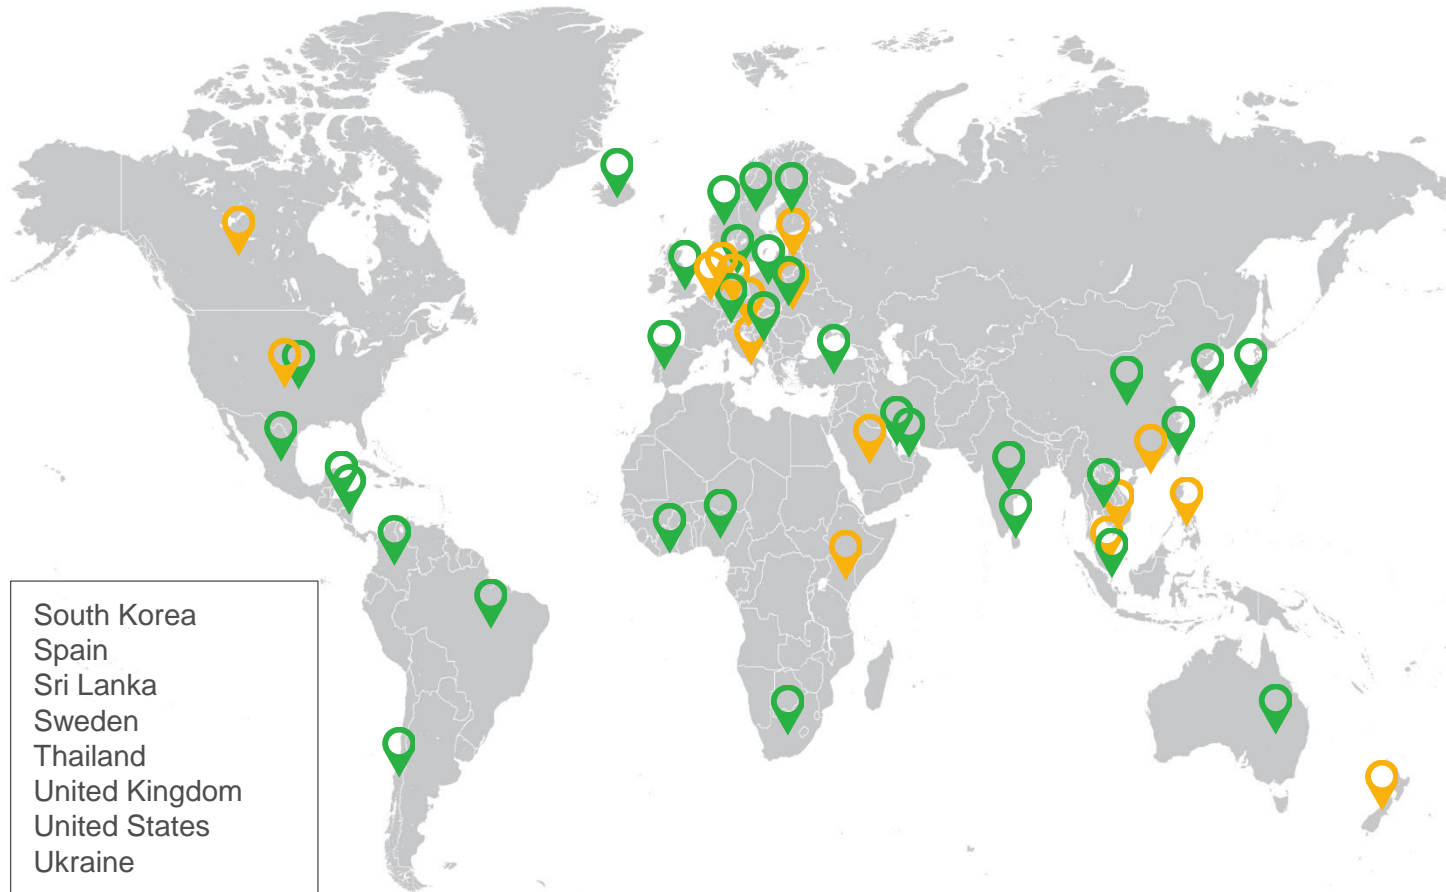 South Korea
Spain
Sri Lanka
Sweden
Thailand
United Kingdom
United States
Ukraine